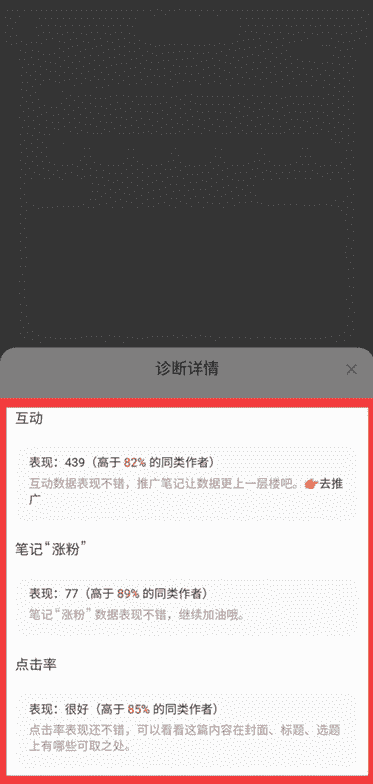 诊断详情
互动
表现：439（高于 82% 的同类作者）
互动数据表现不错，推广笔记让数据更上一层楼吧。👉去推
广
笔记“涨粉”
表现：77（高于 89% 的同类作者）
笔记“涨粉”数据表现不错，继续加油哦。
点击率
表现：很好（高于 85% 的同类作者）
点击率表现还不错，可以看看这篇内容在封面、标题、选题
上有哪些可取之处。